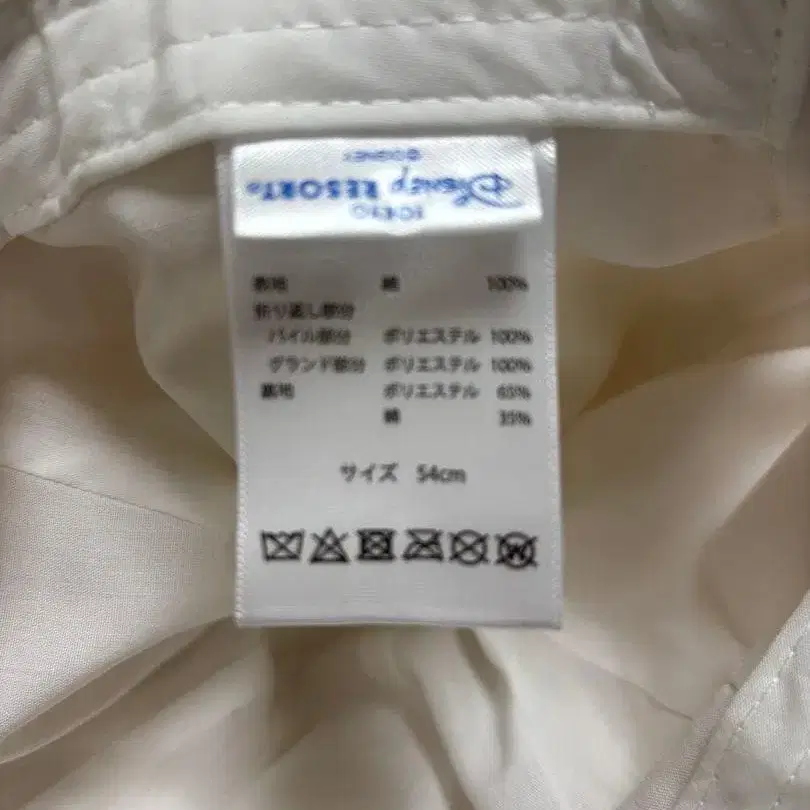 TOKYO
Disney RESORT®
©DISNEY
表地 綿 100%
折り返し部分
パイル部分 ポリエステル 100%
グランド部分 ポリエステル 100%
裏地 ポリエステル 65%
綿 35%
サイズ 54cm